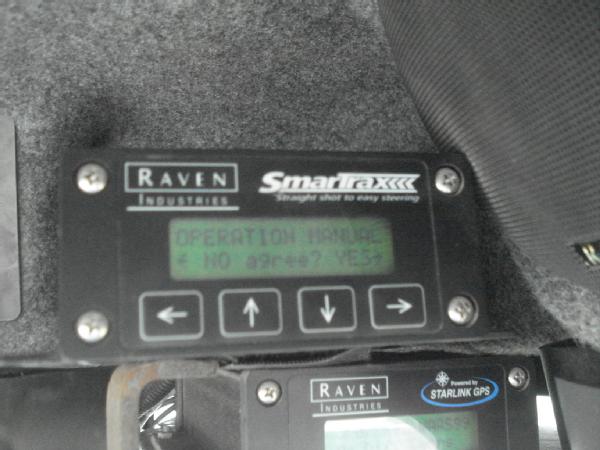 RAVEN
INDUSTRIES
SmarTrax
Straight shot to easy steering
OPERATION MANUAL
← NO agree? YES→
← ↑ ↓ →
RAVEN
INDUSTRIES
Powered by
STARLINK GPS